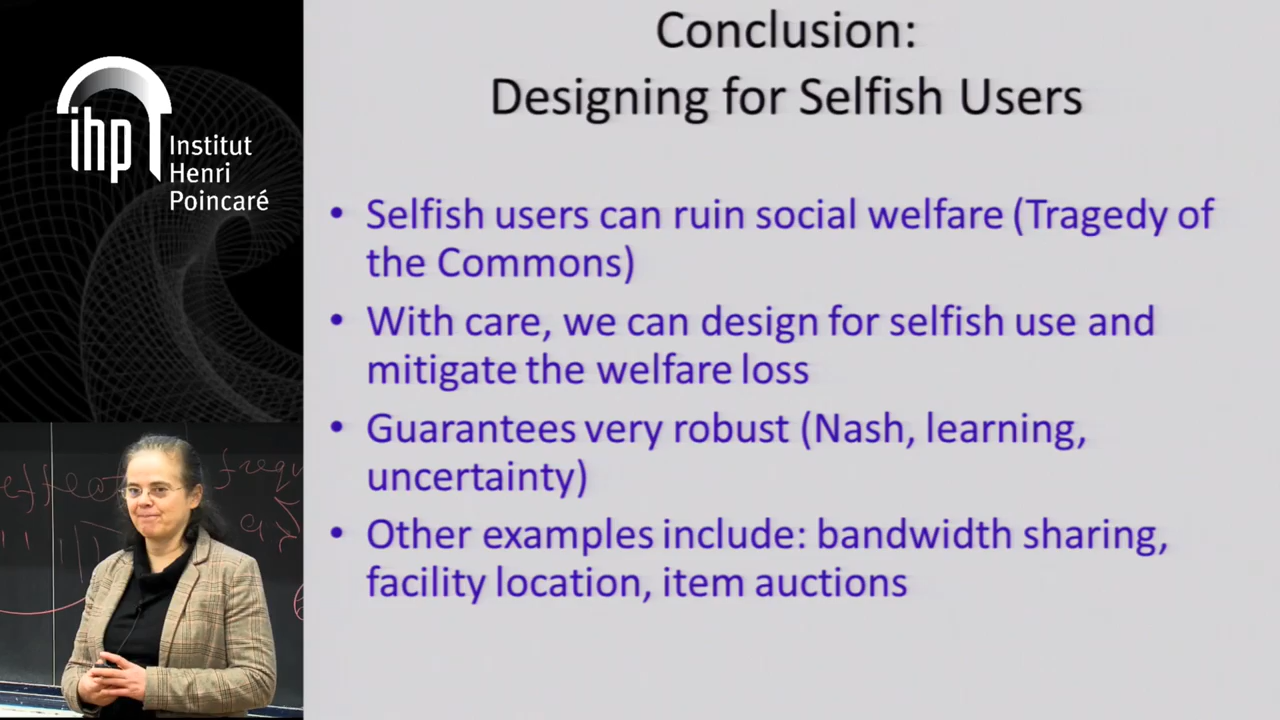 ihp
Institut
Henri
Poincaré
Conclusion:
Designing for Selfish Users
• Selfish users can ruin social welfare (Tragedy of
the Commons)
• With care, we can design for selfish use and
mitigate the welfare loss
• Guarantees very robust (Nash, learning,
uncertainty)
• Other examples include: bandwidth sharing,
facility location, item auctions